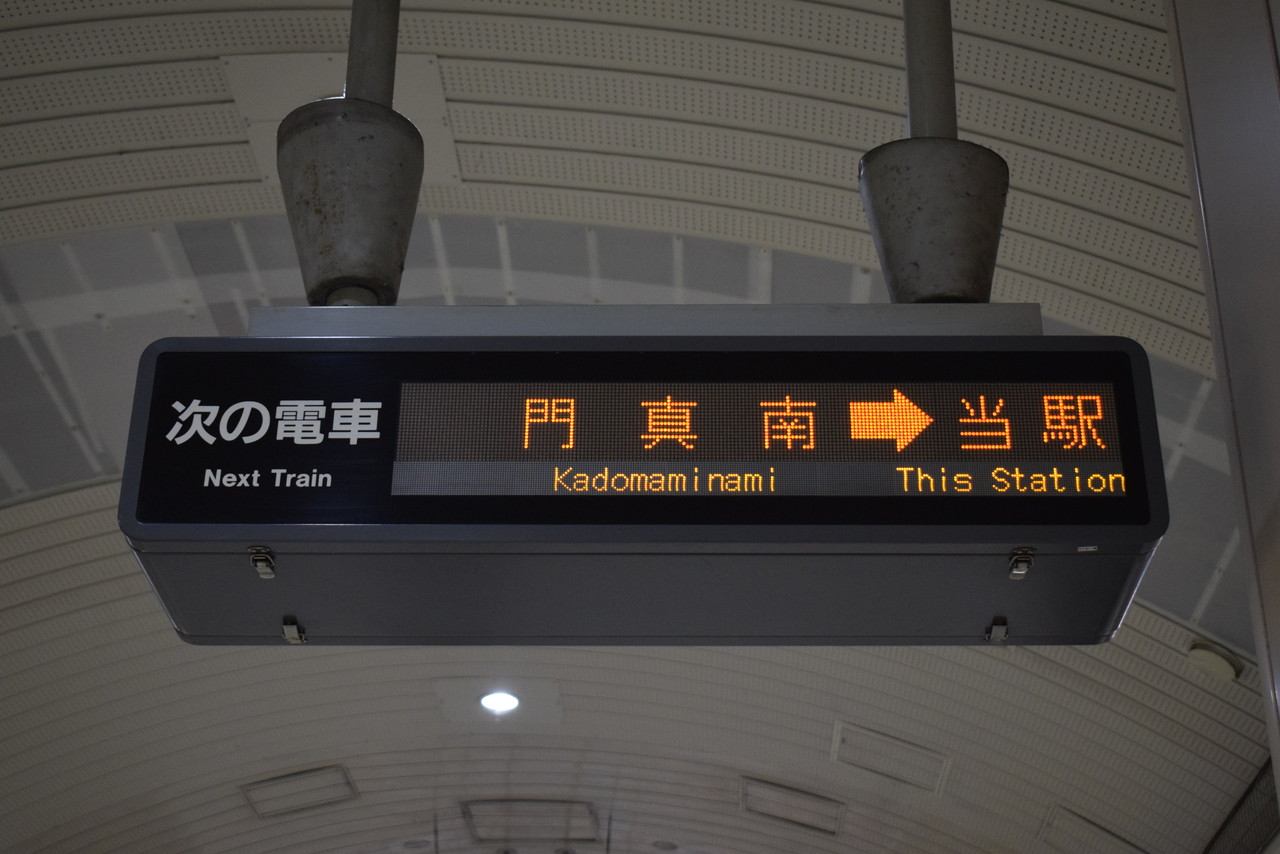 次の電車
Next Train
門 真 南 ➡ 当 駅
Kadomaminami This Station